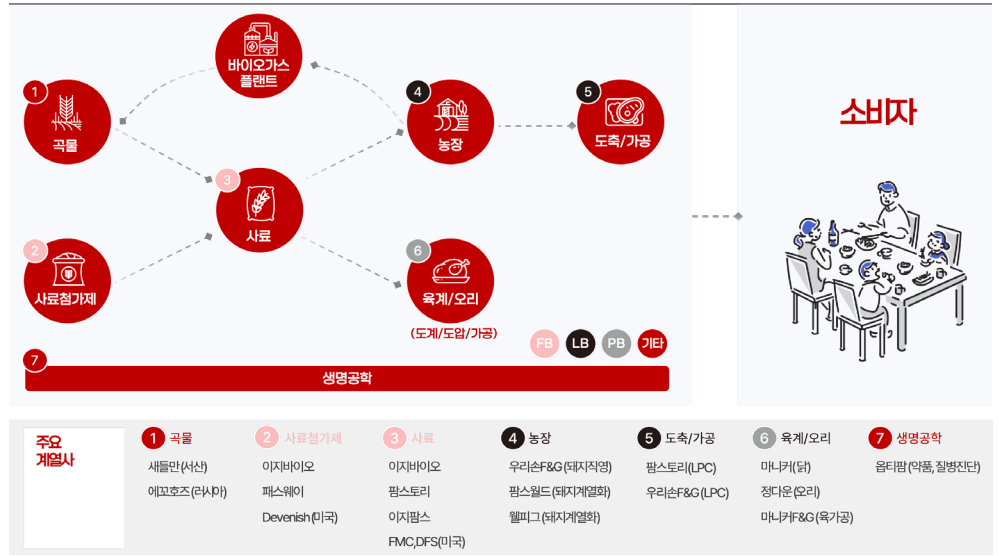 바이오가스
플랜트
1
곡물
4
농장
5
도축/가공
소비자
3
사료
2
사료첨가제
6
육계/오리
(도계/도압/가공)
FB LB PB 기타
7
생명공학
주요
계열사
1 곡물
새들만(서산)
에꼬호즈(러시아)
2 사료첨가제
이지바이오
패스웨이
Devenish(미국)
3 사료
이지바이오
팜스토리
이지팜스
FMC,DFS(미국)
4 농장
우리손F&G(돼지직영)
팜스월드(돼지계열화)
웰피그(돼지계열화)
5 도축/가공
팜스토리(LPC)
우리손F&G(LPC)
6 육계/오리
마니커(닭)
정다운(오리)
마니커F&G(육가공)
7 생명공학
옵티팜(약품,질병진단)